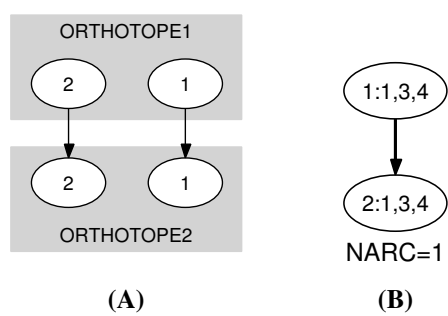 ORTHOTOPE1
2 1
2 1
ORTHOTOPE2
(A)
1:1,3,4
2:1,3,4
NARC=1
(B)